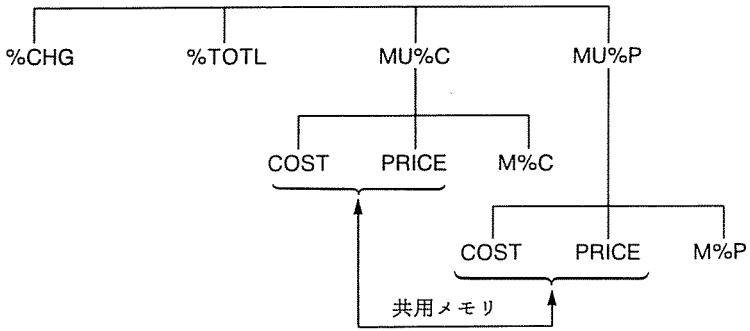 %CHG %TOTL MU%C MU%P
COST PRICE M%C
COST PRICE M%P
共用メモリ